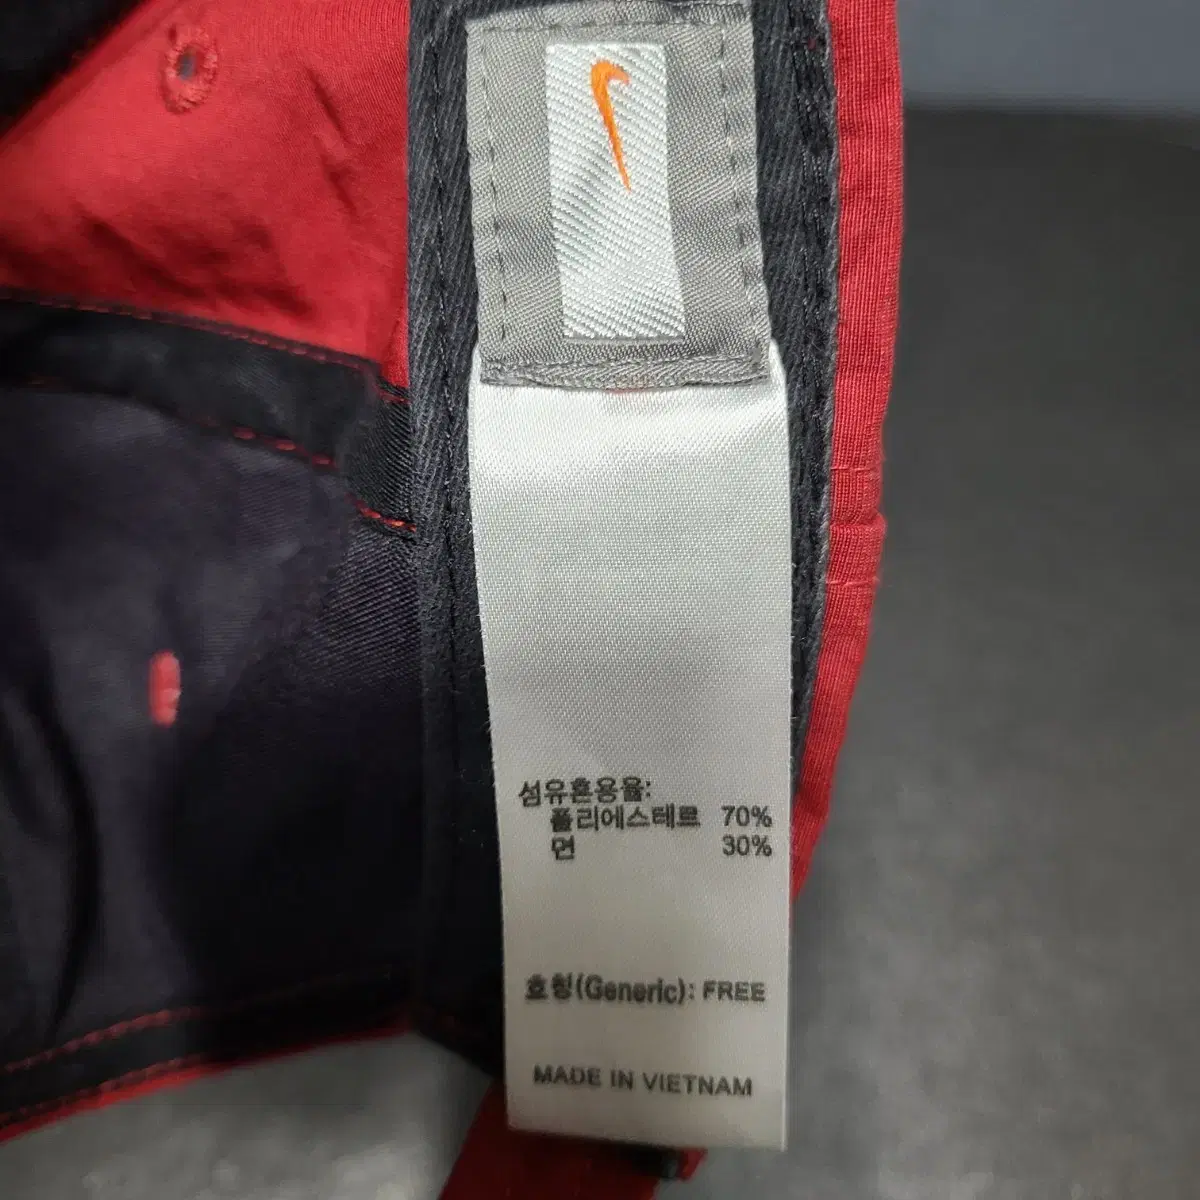 섬유혼용율:
폴리에스테르 70%
면 30%
호칭(Generic): FREE
MADE IN VIETNAM